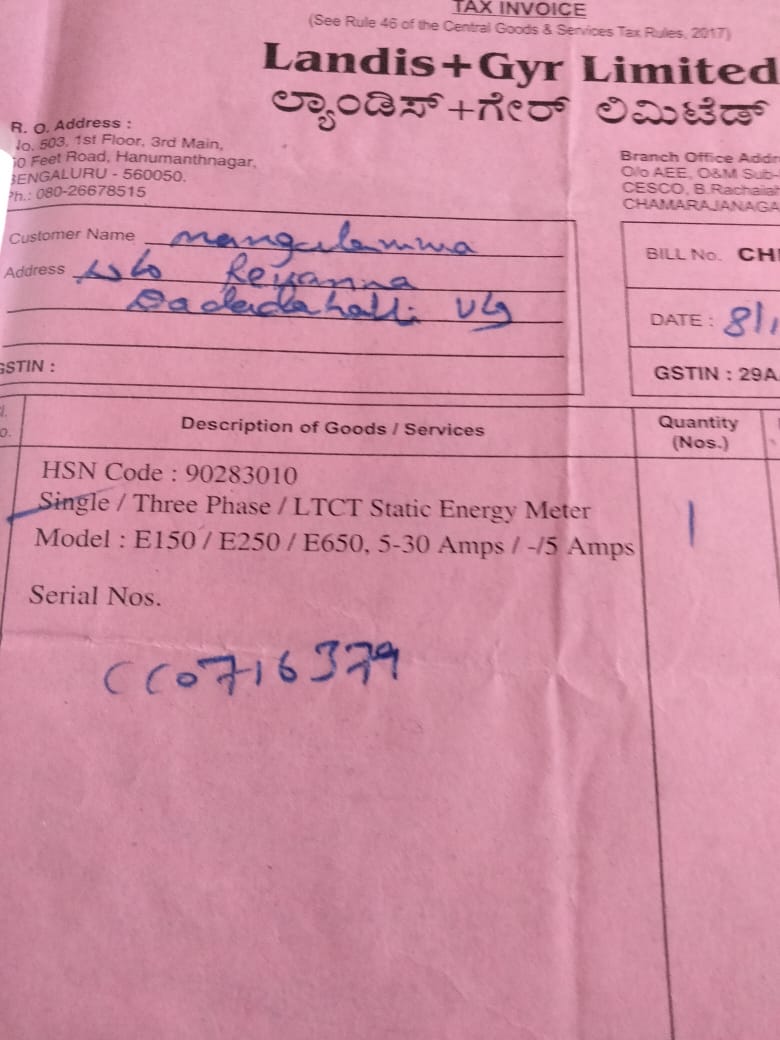 TAX INVOICE
(See Rule 46 of the Central Goods & Services Tax Rules, 2017)
Landis+Gyr Limited
ಲ್ಯಾಂಡಿಸ್+ಗೇರ್ ಲಿಮಿಟೆಡ್
R. O. Address :
No. 503, 1st Floor, 3rd Main,
Feet Road, Hanumanthnagar,
BENGALURU - 560050.
Ph.: 080-26678515
Branch Office Addr
O/o AEE, O&M Sub-
CESCO, B.Rachaiah
CHAMARAJANAGA
Customer Name mangalamma
Address w/o Revanna
Dadadahalli Vlg
GSTIN :
BILL No. CH
DATE : 8/
GSTIN : 29A
Description of Goods / Services
Quantity
(Nos.)
HSN Code : 90283010
Single / Three Phase / LTCT Static Energy Meter
1
Model : E150 / E250 / E650, 5-30 Amps / -/5 Amps
Serial Nos.
CC0716379